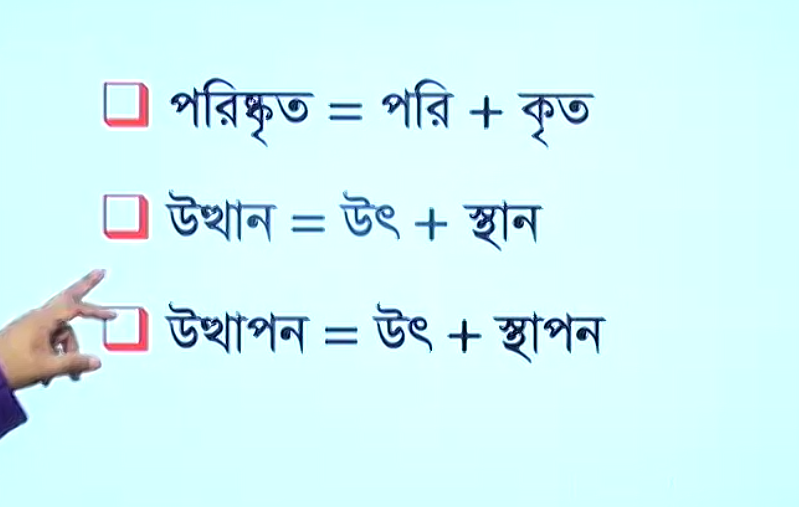 পরিষ্কৃত = পরি + কৃত
উত্থান = উৎ + স্থান
উত্থাপন = উৎ + স্থাপন